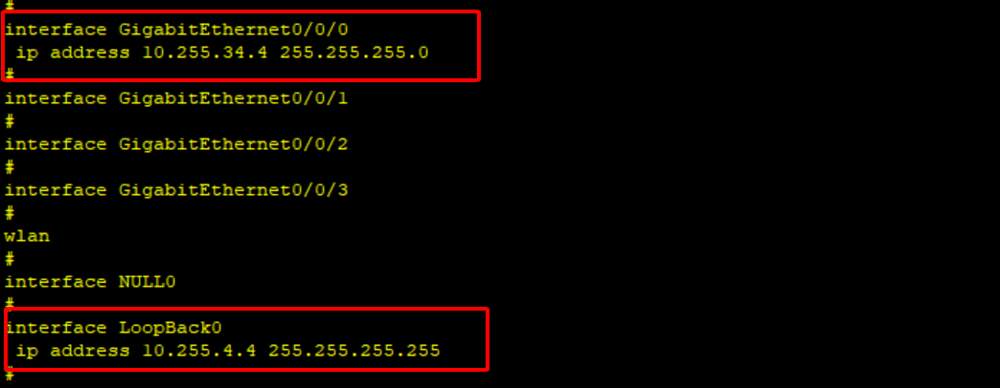 #
interface GigabitEthernet0/0/0
 ip address 10.255.34.4 255.255.255.0
#
interface GigabitEthernet0/0/1
#
interface GigabitEthernet0/0/2
#
interface GigabitEthernet0/0/3
#
wlan
#
interface NULL0
#
interface LoopBack0
 ip address 10.255.4.4 255.255.255.255
#